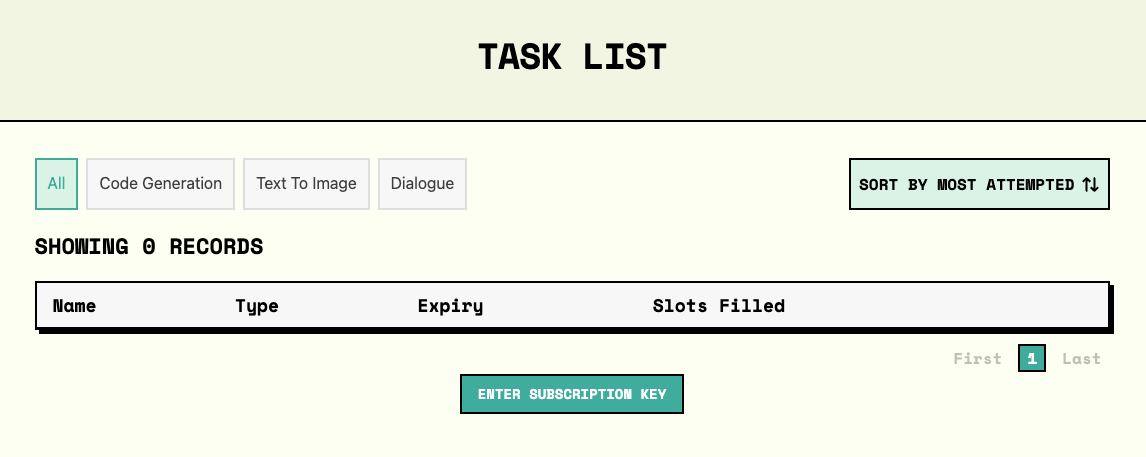 TASK LIST
All Code Generation Text To Image Dialogue SORT BY MOST ATTEMPTED
SHOWING 0 RECORDS
Name Type Expiry Slots Filled
First 1 Last
ENTER SUBSCRIPTION KEY